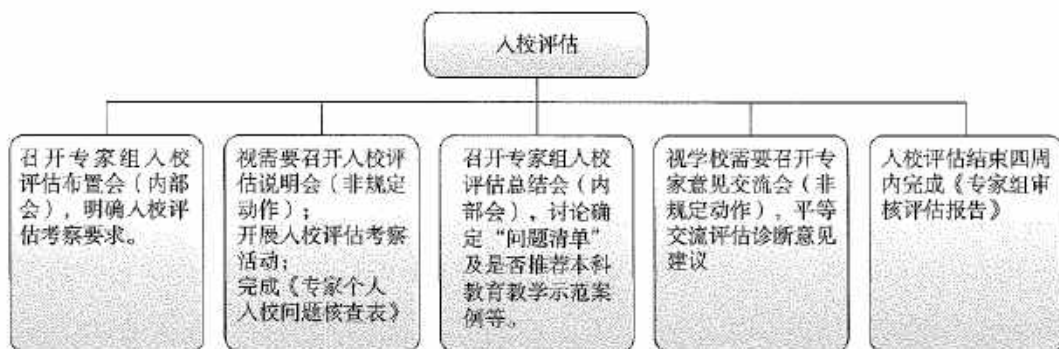 入校评估
召开专家组入校
评估布置会（内部
会），明确入校评
估考察要求。
视需要召开入校评
估说明会（非规定
动作）；
开展入校评估考察
活动；
完成《专家个人
入校问题核查表》
召开专家组入校
评估总结会（内
部会），讨论确
定“问题清单”
及是否推荐本科
教育教学示范案
例等。
视学校需要召开专
家意见交流会（非
规定动作），平等
交流评估诊断意见
建议
入校评估结束四周
内完成《专家组审
核评估报告》